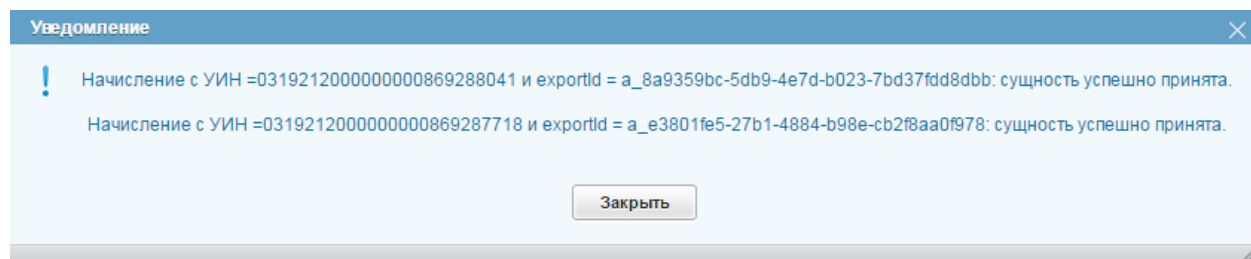 Уведомление
Начисление с УИН =0319212000000000869288041 и exportId = a_8a9359bc-5db9-4e7d-b023-7bd37fdd8dbb: сущность успешно принята.
Начисление с УИН =0319212000000000869287718 и exportId = a_e3801fe5-27b1-4884-b98e-cb2f8aa0f978: сущность успешно принята.
Закрыть